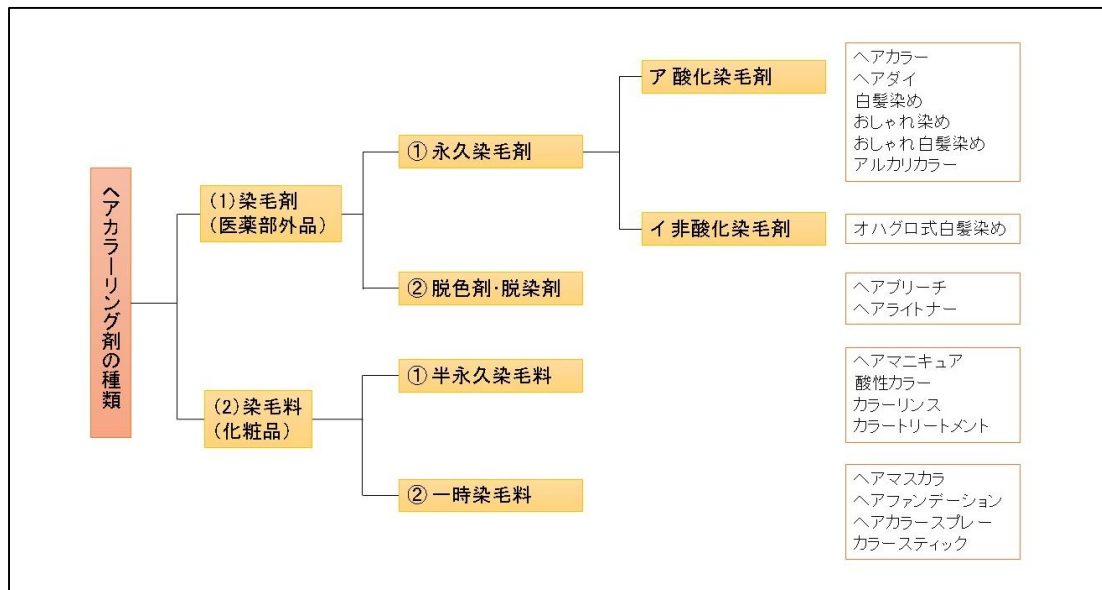 ヘアカラーリング剤の種類
(1)染毛剤
(医薬部外品)
①永久染毛剤
ア 酸化染毛剤
ヘアカラー
ヘアダイ
白髪染め
おしゃれ染め
おしゃれ白髪染め
アルカリカラー
イ 非酸化染毛剤
オハグロ式白髪染め
②脱色剤・脱染剤
ヘアブリーチ
ヘアライトナー
(2)染毛料
(化粧品)
①半永久染毛料
ヘアマニキュア
酸性カラー
カラーリンス
カラートリートメント
②一時染毛料
ヘアマスカラ
ヘアファンデーション
ヘアカラースプレー
カラースティック